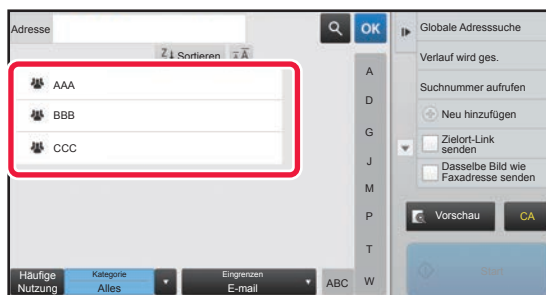 Adresse
OK
Globale Adresssuche
Sortieren
Verlauf wird ges.
AAA
Suchnummer aufrufen
BBB
Neu hinzufügen
CCC
Zielort-Link
senden
Dasselbe Bild wie
Faxadresse senden
A
D
G
J
M
P
T
W
Vorschau
CA
Start
Häufige
Nutzung
Kategorie
Alles
Eingrenzen
E-mail
ABC